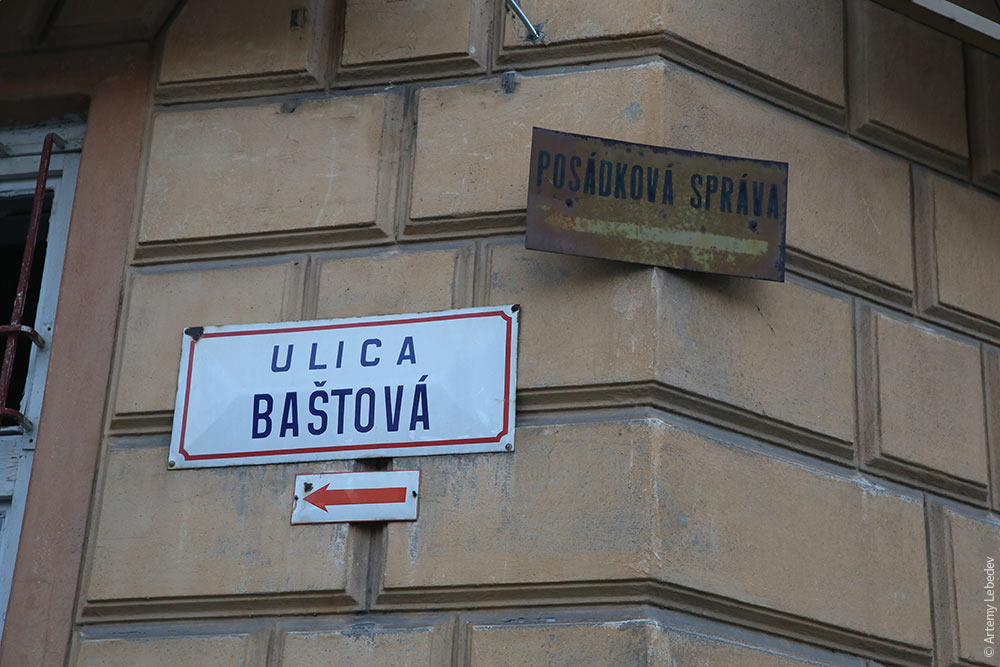 POSÁDKOVÁ SPRÁVA
ULICA
BAŠTOVÁ
© Artemy Lebedev